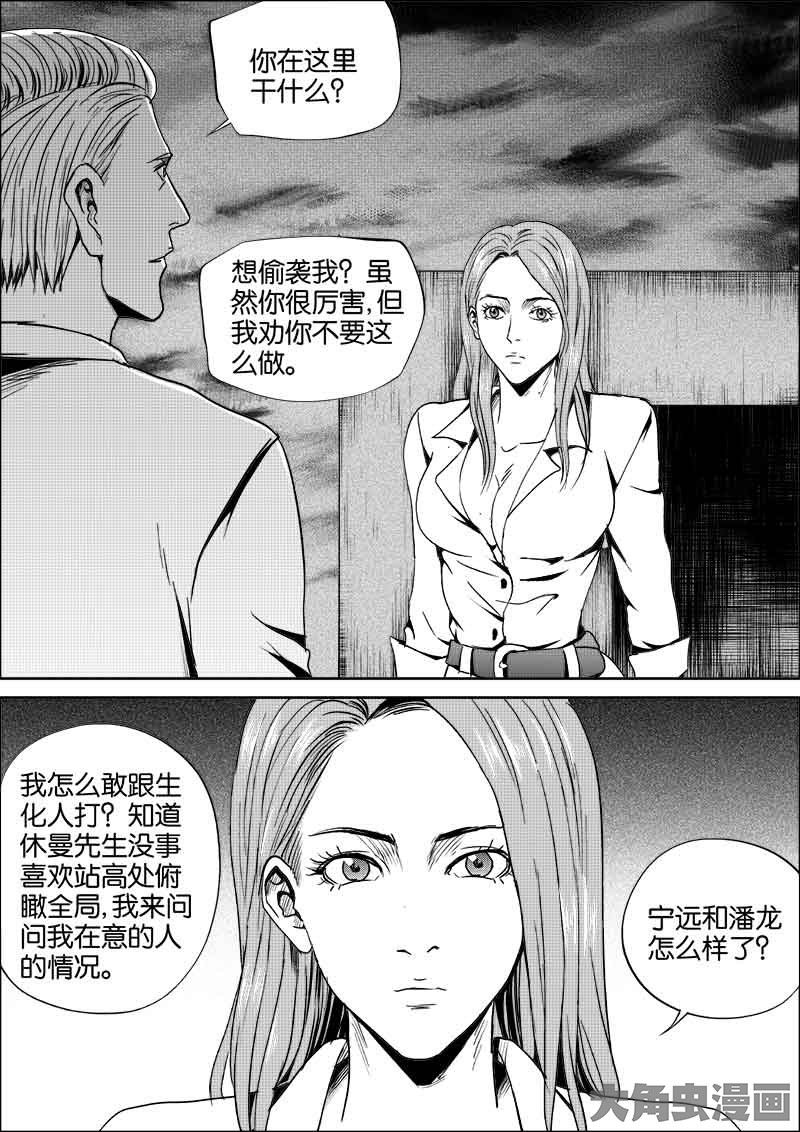 你在这里
干什么?
想偷袭我?虽
然你很厉害,但
我劝你不要这
么做。
我怎么敢跟生
化人打?知道
休曼先生没事
喜欢站高处俯
瞰全局,我来问
问我在意的人
的情况。
宁远和潘龙
怎么样了?
大角虫漫画